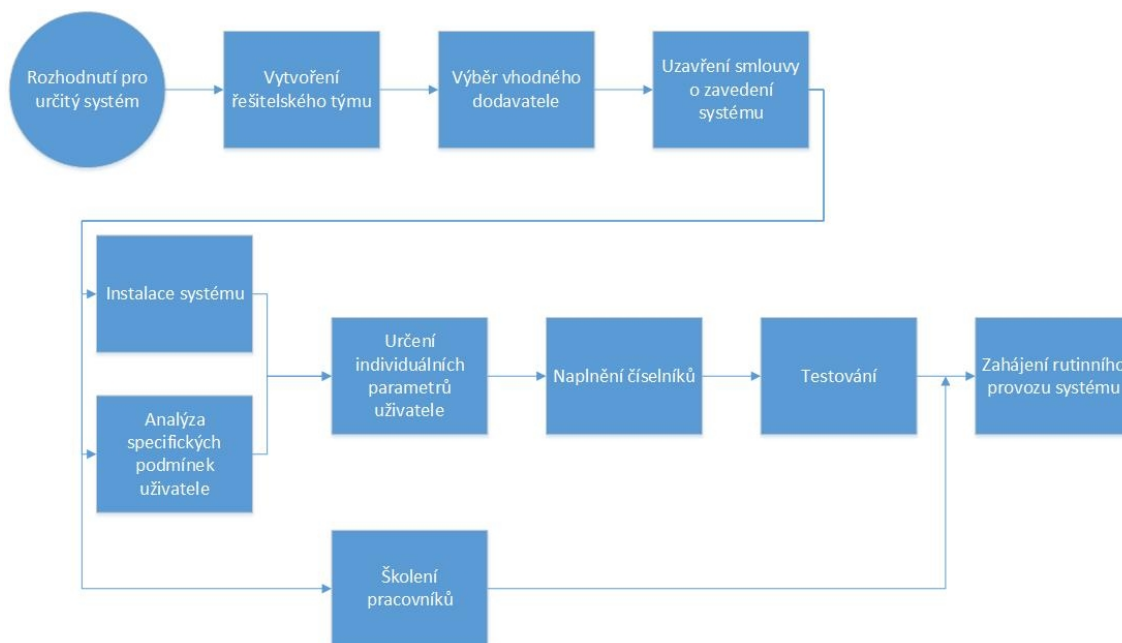 Rozhodnutí pro
určitý systém
Vytvoření
řešitelského týmu
Výběr vhodného
dodavatele
Uzavření smlouvy
o zavedení
systému
Instalace systému
Analýza
specifických
podmínek
uživatele
Určení
individuálních
parametrů
uživatele
Naplnění číselníků
Testování
Zahájení rutinního
provozu systému
Školení
pracovníků